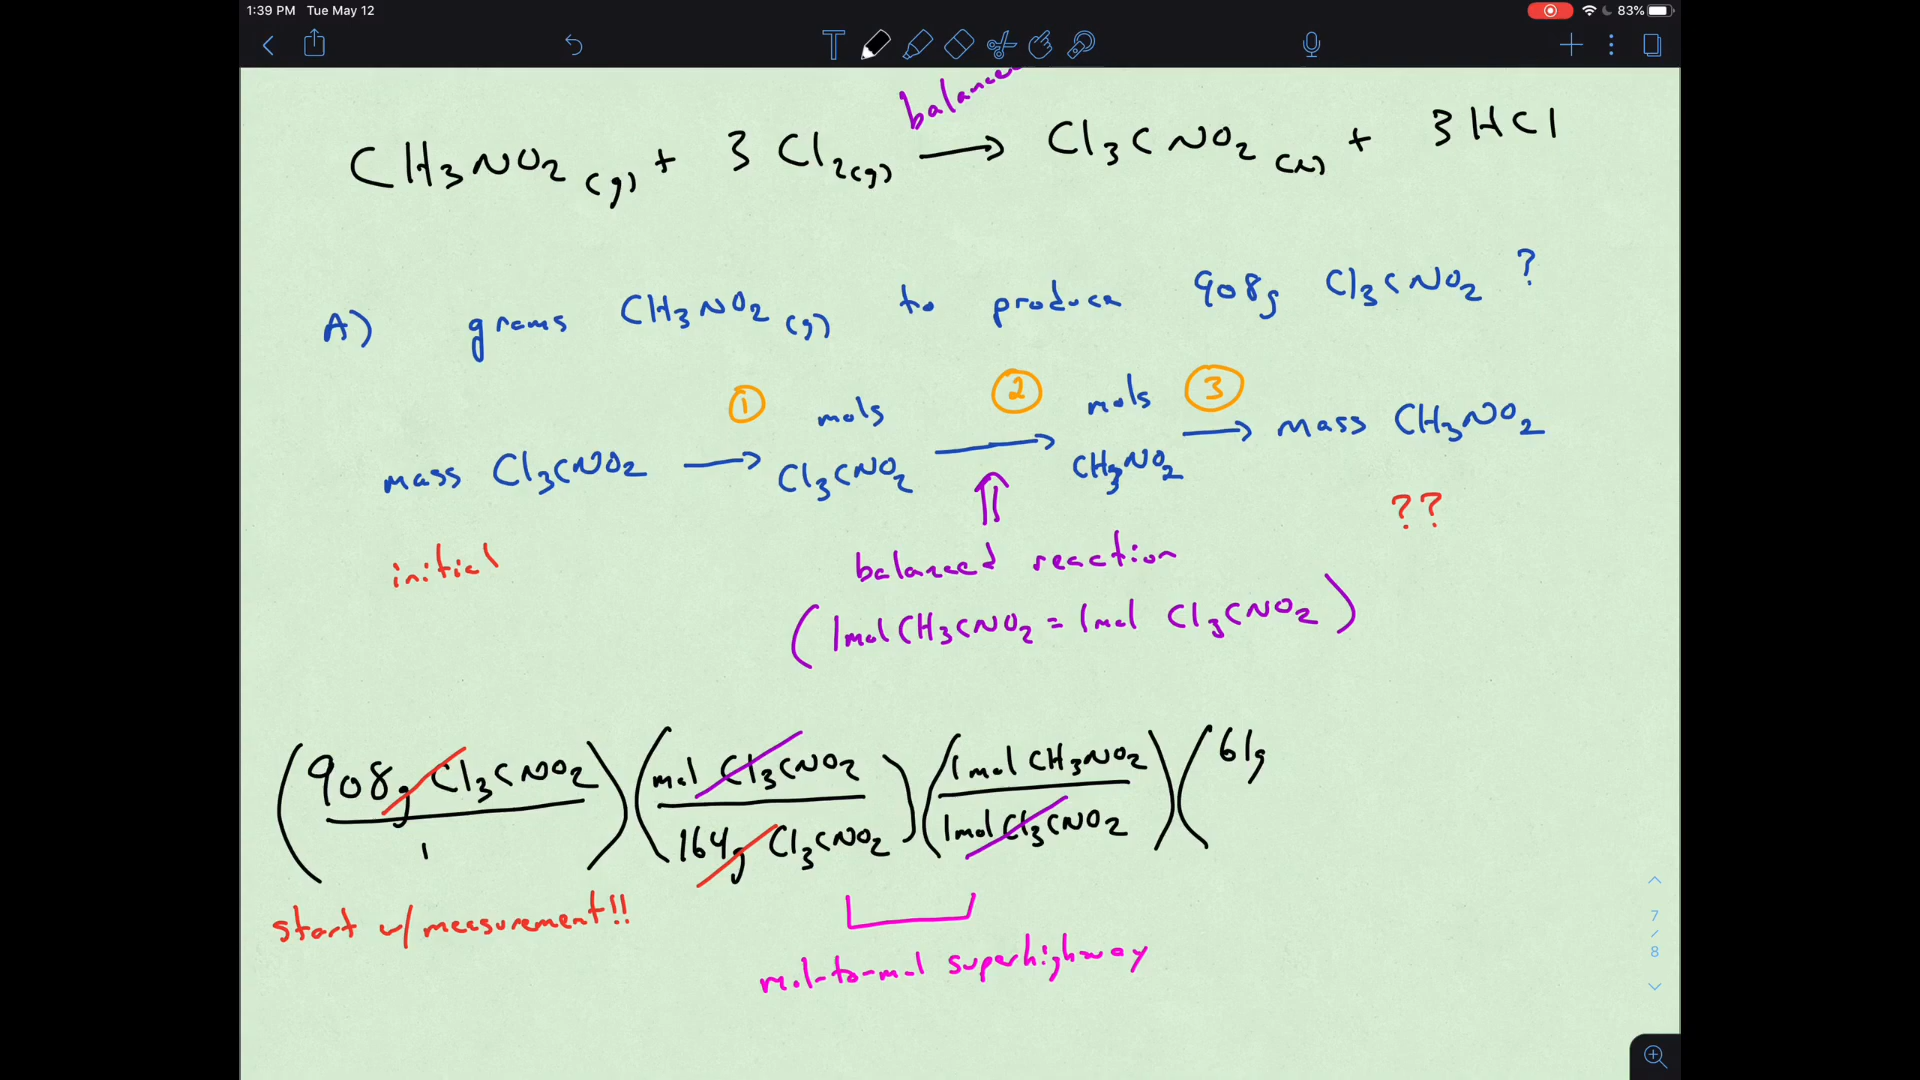 1:39 PM Tue May 12 83%
balance
CH3NO2 (g) + 3 Cl2(g) → Cl3CNO2 + 3 HCl
A) grams CH3NO2 (g) to produce 908g Cl3CNO2 ?
1 2 3
mass Cl3CNO2 → mols Cl3CNO2 → mols CH3NO2 → mass CH3NO2
??
initial
balanced reaction
(1mol CH3CNO2 = 1mol Cl3CNO2)
(908g Cl3CNO2 / 1) (mol Cl3CNO2 / 164g Cl3CNO2) (1mol CH3NO2 / 1mol Cl3CNO2) (61g
start w/ measurement!!
mol-to-mol superhighway
7
/
8